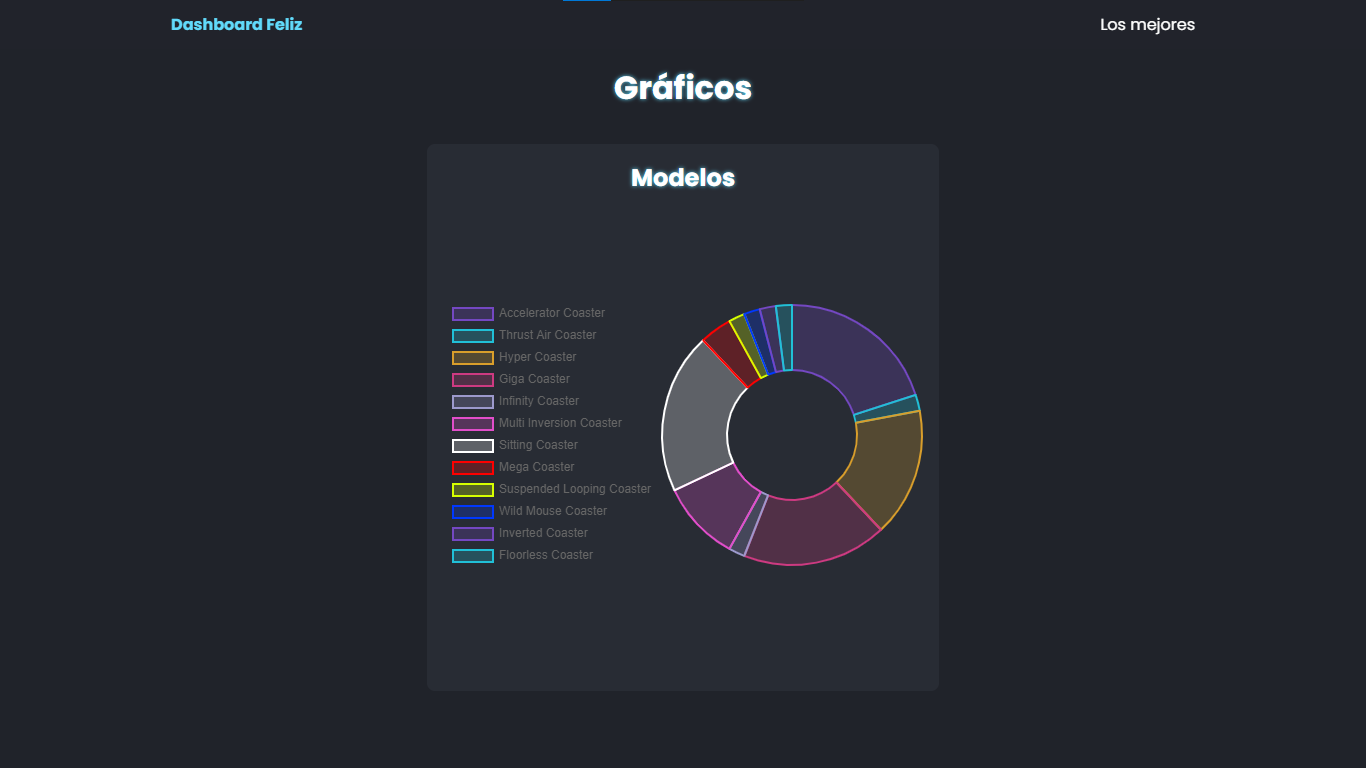 Dashboard Feliz
Los mejores
Gráficos
Modelos
Accelerator Coaster
Thrust Air Coaster
Hyper Coaster
Giga Coaster
Infinity Coaster
Multi Inversion Coaster
Sitting Coaster
Mega Coaster
Suspended Looping Coaster
Wild Mouse Coaster
Inverted Coaster
Floorless Coaster